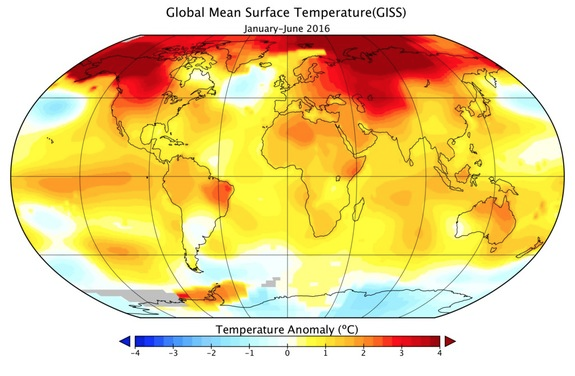 Global Mean Surface Temperature(GISS)
January-June 2016
Temperature Anomaly (ºC)
-4 -3 -2 -1 0 1 2 3 4